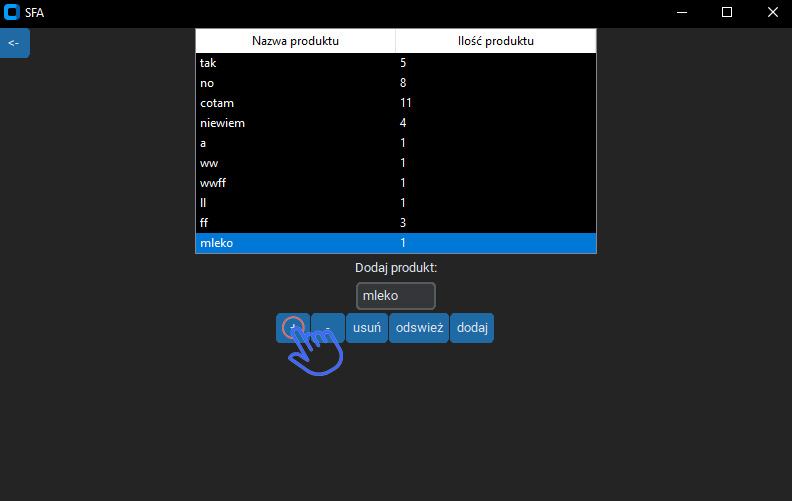 SFA
<-
Nazwa produktu Ilość produktu
tak 5
no 8
cotam 11
niewiem 4
a 1
ww 1
wwff 1
ll 1
ff 3
mleko 1
Dodaj produkt:
mleko
+ - usuń odswież dodaj